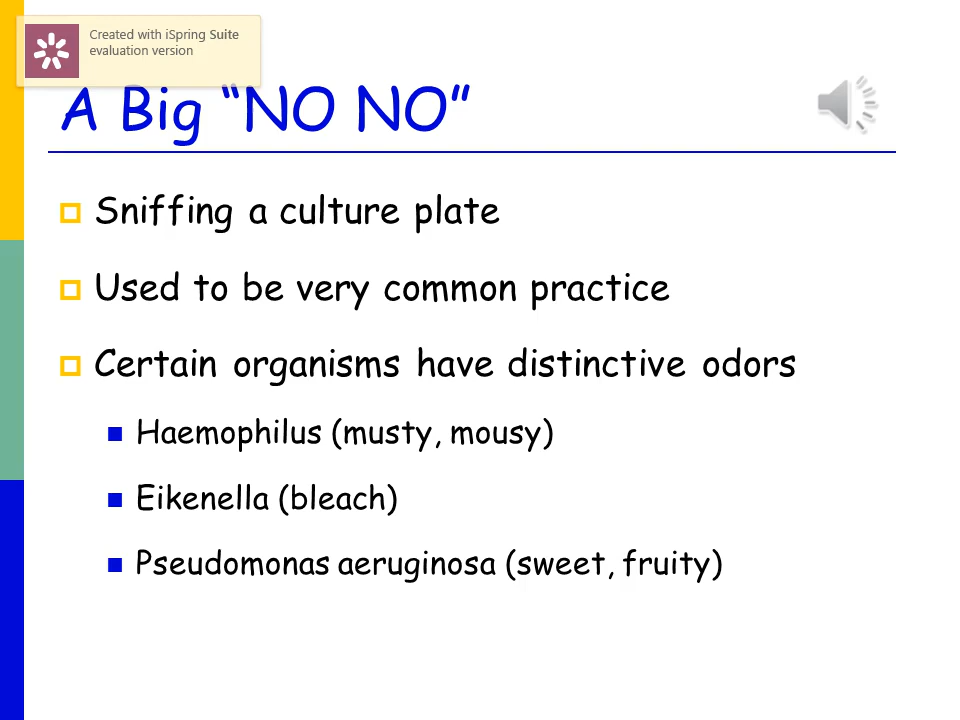 Created with iSpring Suite
evaluation version
A Big “NO NO”
Sniffing a culture plate
Used to be very common practice
Certain organisms have distinctive odors
Haemophilus (musty, mousy)
Eikenella (bleach)
Pseudomonas aeruginosa (sweet, fruity)